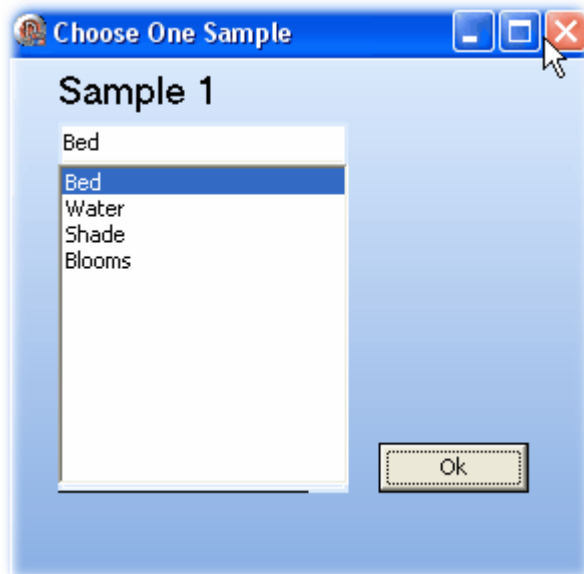 Choose One Sample
Sample 1
Bed
Bed
Water
Shade
Blooms
Ok